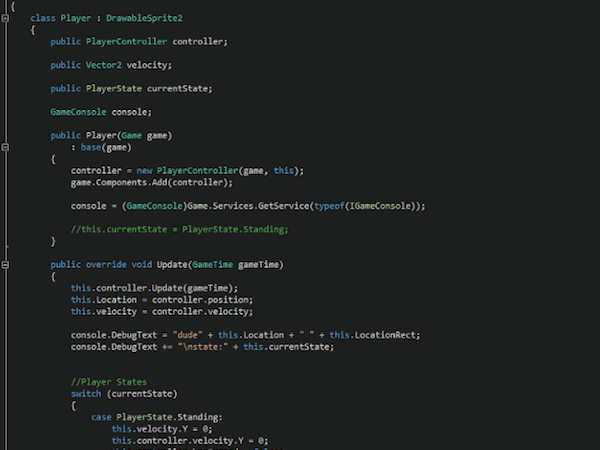 {
class Player : DrawableSprite2
{
public PlayerController controller;
public Vector2 velocity;
public PlayerState currentState;
GameConsole console;
public Player(Game game)
: base(game)
{
controller = new PlayerController(game, this);
game.Components.Add(controller);
console = (GameConsole)Game.Services.GetService(typeof(IGameConsole));
//this.currentState = PlayerState.Standing;
}
public override void Update(GameTime gameTime)
{
this.controller.Update(gameTime);
this.Location = controller.position;
this.velocity = controller.velocity;
console.DebugText = "dude" + this.Location + " " + this.LocationRect;
console.DebugText += "\nstate:" + this.currentState;
//Player States
switch (currentState)
{
case PlayerState.Standing:
this.velocity.Y = 0;
this.controller.velocity.Y = 0;